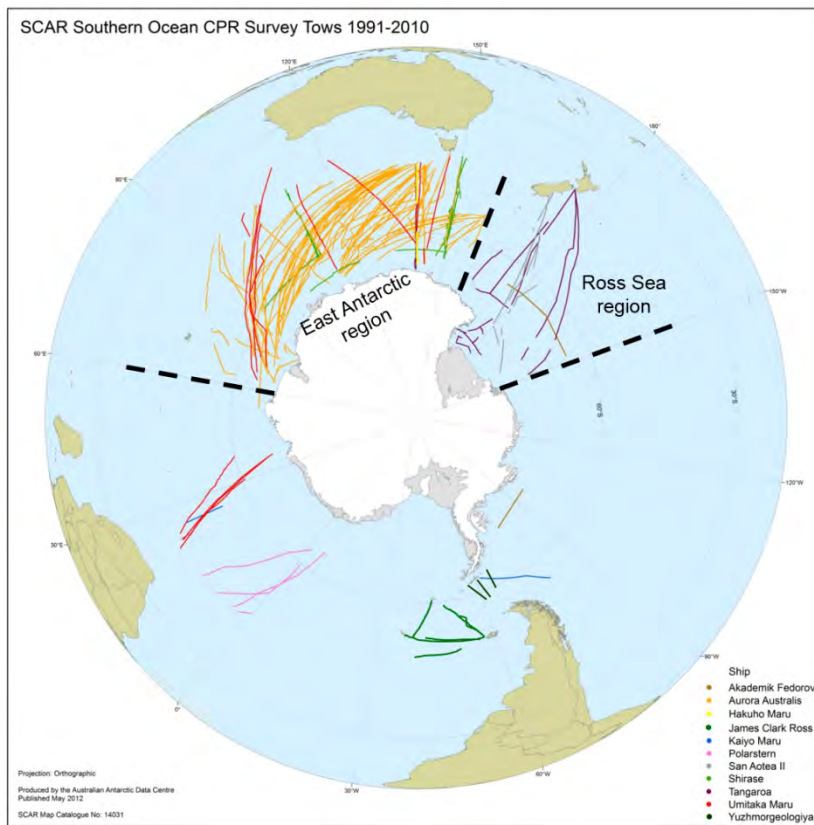 SCAR Southern Ocean CPR Survey Tows 1991-2010
150°E
120°E
180°
90°E
Ross Sea
region
150°W
East Antarctic
region
60°E
60°S
30°S
120°W
30°E
90°W
0°
30°W
60°W
Ship
Akademik Fedorov
Aurora Australis
Hakuho Maru
James Clark Ross
Kaiyo Maru
Polarstern
San Aotea II
Shirase
Tangaroa
Umitaka Maru
Yuzhmorgeologiya
Projection: Orthographic
Produced by the Australian Antarctic Data Centre
Published May 2012
SCAR Map Catalogue No: 14031